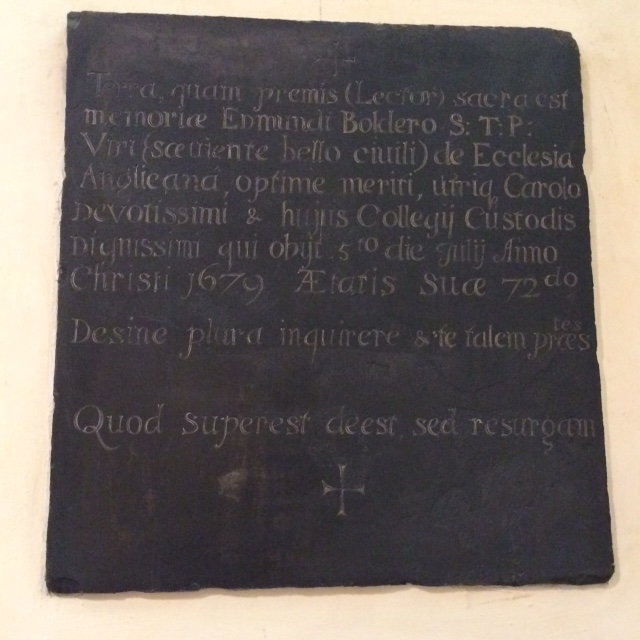 Terra, quam premis (Lector) sacra est
memoriæ Edmundi Boldero S: T: P:
Viri (sœviente bello ciuili) de Ecclesia
Anglicana, optime meriti, utriq Carolo
Devotissimi & hujus Collegij Custodis
Dignissimi qui obijt 5to die Julij Anno
Christi 1679 Ætatis Suæ 72do
Desine plura inquirere & te talem præstes
Quod superest deest, sed resurgam